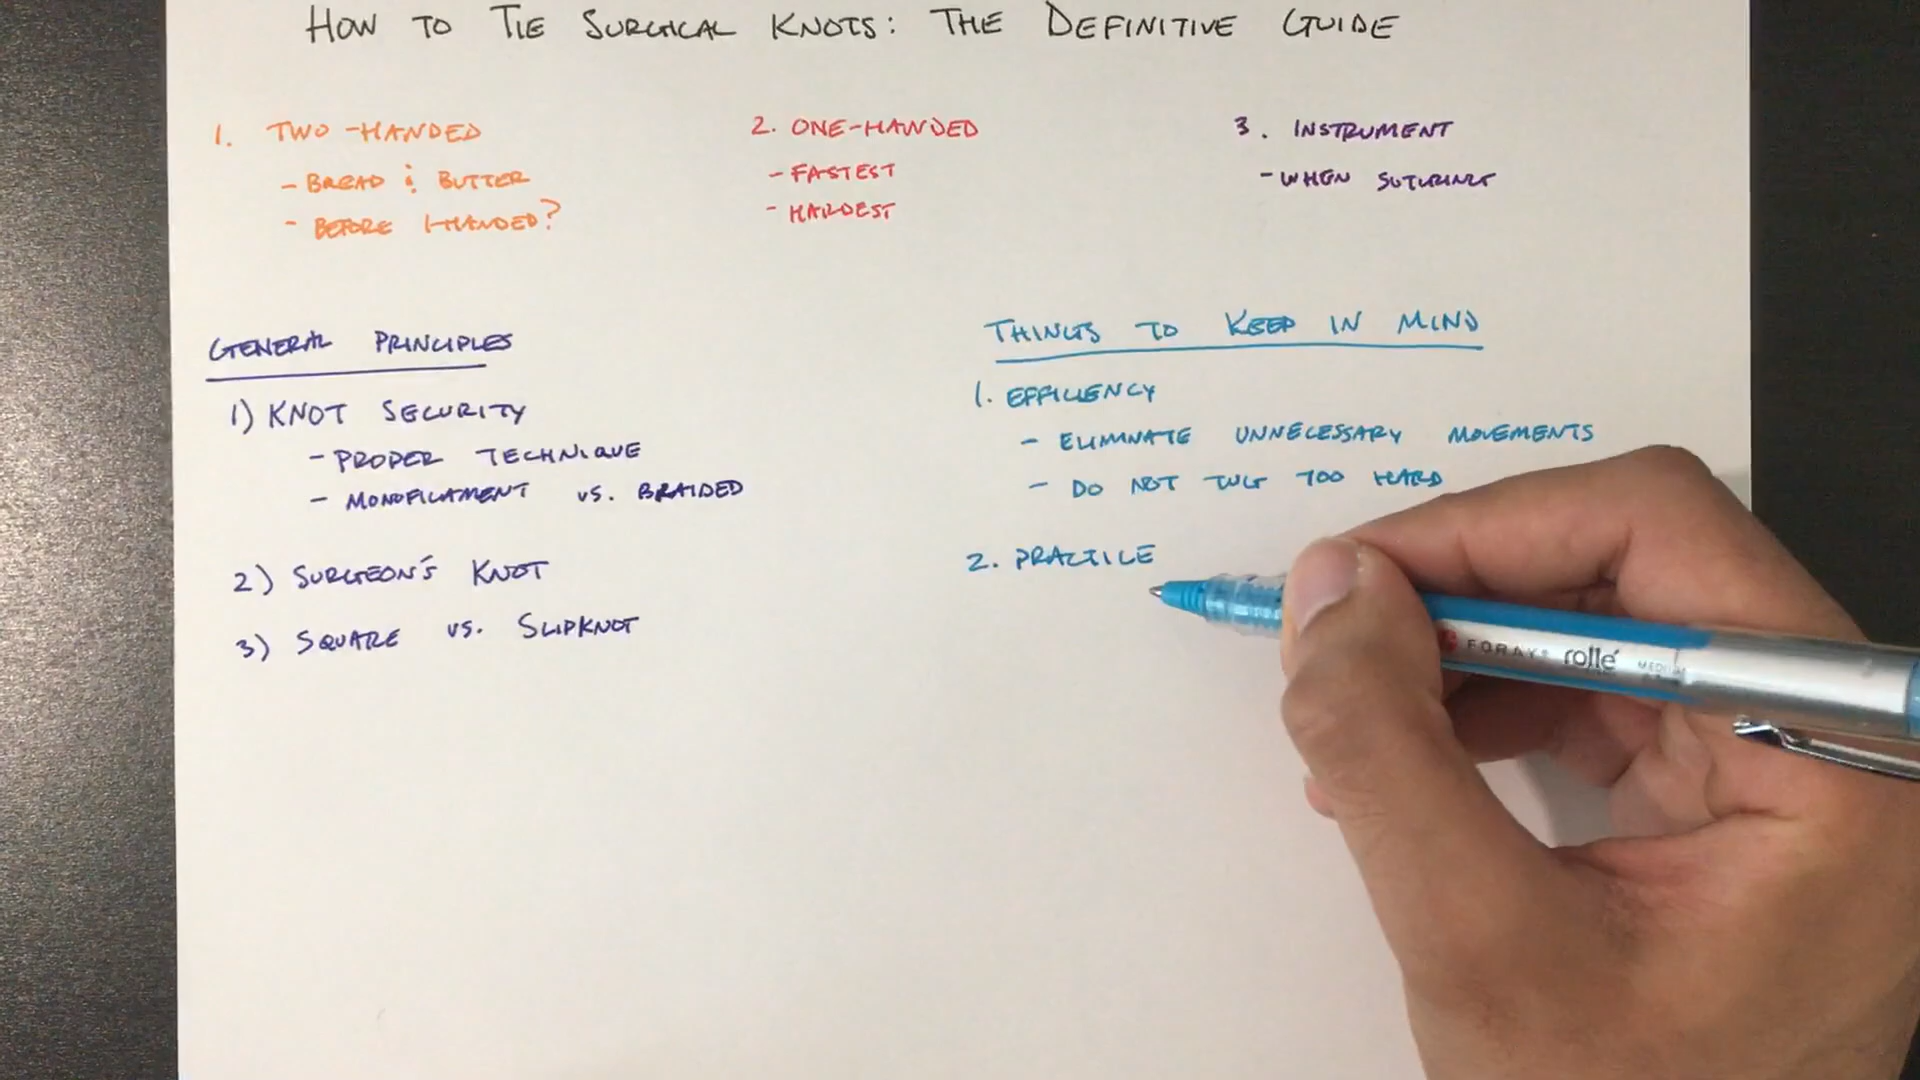 HOW TO TIE SURGICAL KNOTS: THE DEFINITIVE GUIDE
1. TWO-HANDED
- BREAD & BUTTER
- BEFORE 1-HANDED?
2. ONE-HANDED
- FASTEST
- HARDEST
3. INSTRUMENT
- WHEN SUTURING
GENERAL PRINCIPLES
1) KNOT SECURITY
- PROPER TECHNIQUE
- MONOFILAMENT VS. BRAIDED
2) SURGEON'S KNOT
3) SQUARE VS. SLIPKNOT
THINGS TO KEEP IN MIND
1. EFFICIENCY
- ELIMINATE UNNECESSARY MOVEMENTS
- DO NOT TUG TOO HARD
2. PRACTICE
FORAY rollé MEDIUM